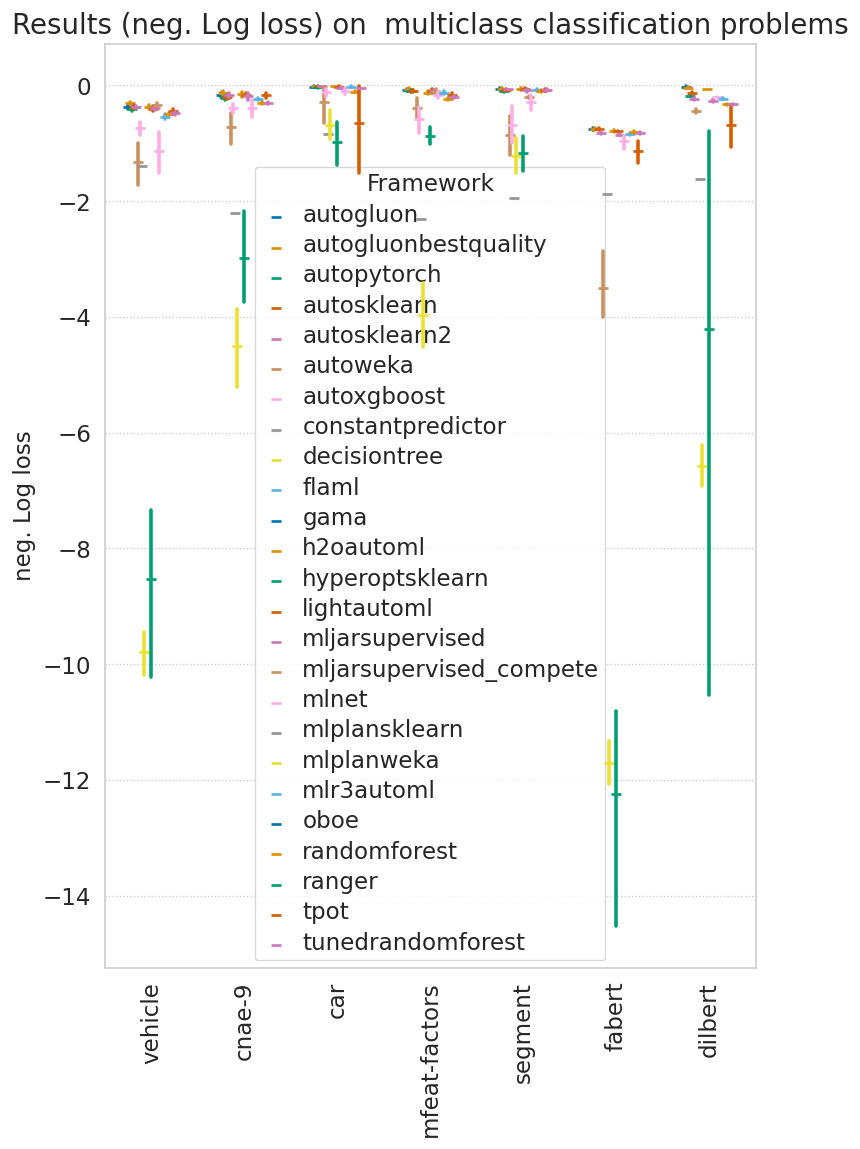 Results (neg. Log loss) on  multiclass classification problems
0
−2
−4
−6
−8
−10
−12
−14
neg. Log loss
Framework
autogluon
autogluonbestquality
autopytorch
autosklearn
autosklearn2
autoweka
autoxgboost
constantpredictor
decisiontree
flaml
gama
h2oautoml
hyperoptsklearn
lightautoml
mljarsupervised
mljarsupervised_compete
mlnet
mlplansklearn
mlplanweka
mlr3automl
oboe
randomforest
ranger
tpot
tunedrandomforest
vehicle
cnae-9
car
mfeat-factors
segment
fabert
dilbert